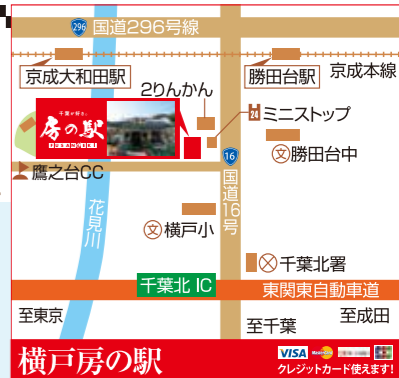 296 国道296号線
京成大和田駅
勝田台駅
京成本線
2りんかん
24 ミニストップ
千葉が好き。
房の駅
FUSANOEKI
文 勝田台中
16
国道16号
鷹之台CC
花見川
文 横戸小
千葉北署
千葉北 IC
東関東自動車道
至東京
至千葉
至成田
横戸房の駅
VISA
クレジットカード使えます!